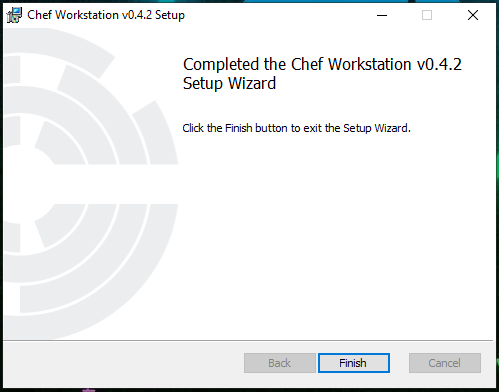 Chef Workstation v0.4.2 Setup
Completed the Chef Workstation v0.4.2
Setup Wizard
Click the Finish button to exit the Setup Wizard.
Back
Finish
Cancel